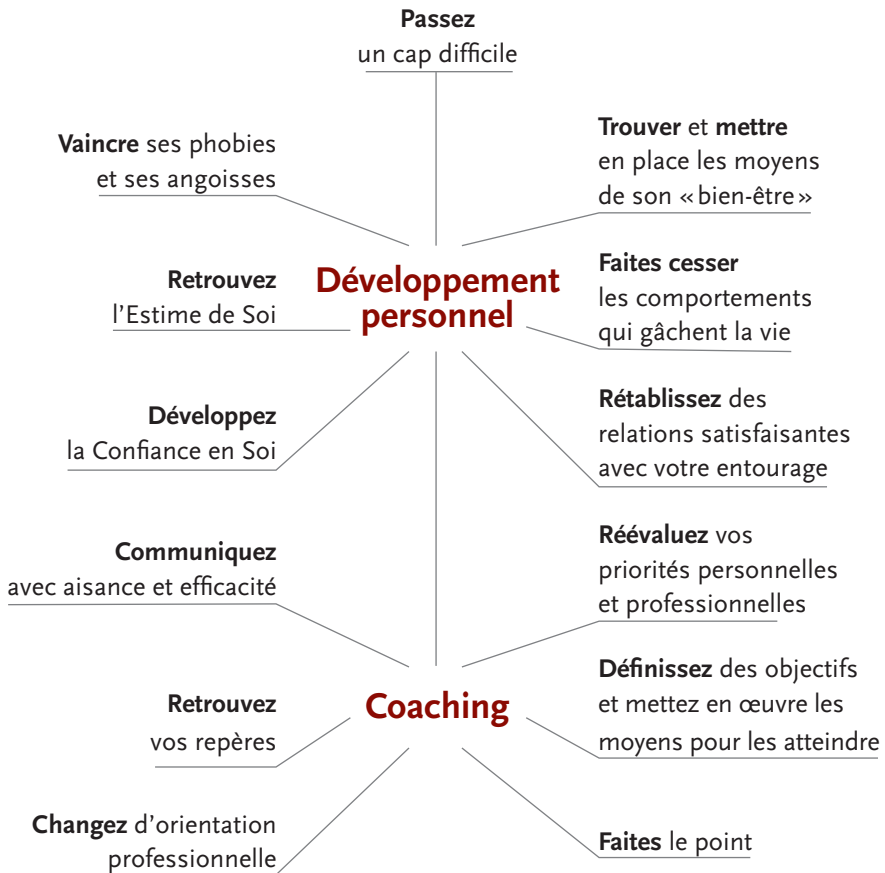 Passez
un cap difficile
Vaincre ses phobies
et ses angoisses
Trouver et mettre
en place les moyens
de son « bien-être »
Retrouvez
l’Estime de Soi
Développement
personnel
Faites cesser
les comportements
qui gâchent la vie
Développez
la Confiance en Soi
Rétablissez des
relations satisfaisantes
avec votre entourage
Communiquez
avec aisance et efficacité
Réévaluez vos
priorités personnelles
et professionnelles
Retrouvez
vos repères
Coaching
Définissez des objectifs
et mettez en œuvre les
moyens pour les atteindre
Changez d’orientation
professionnelle
Faites le point